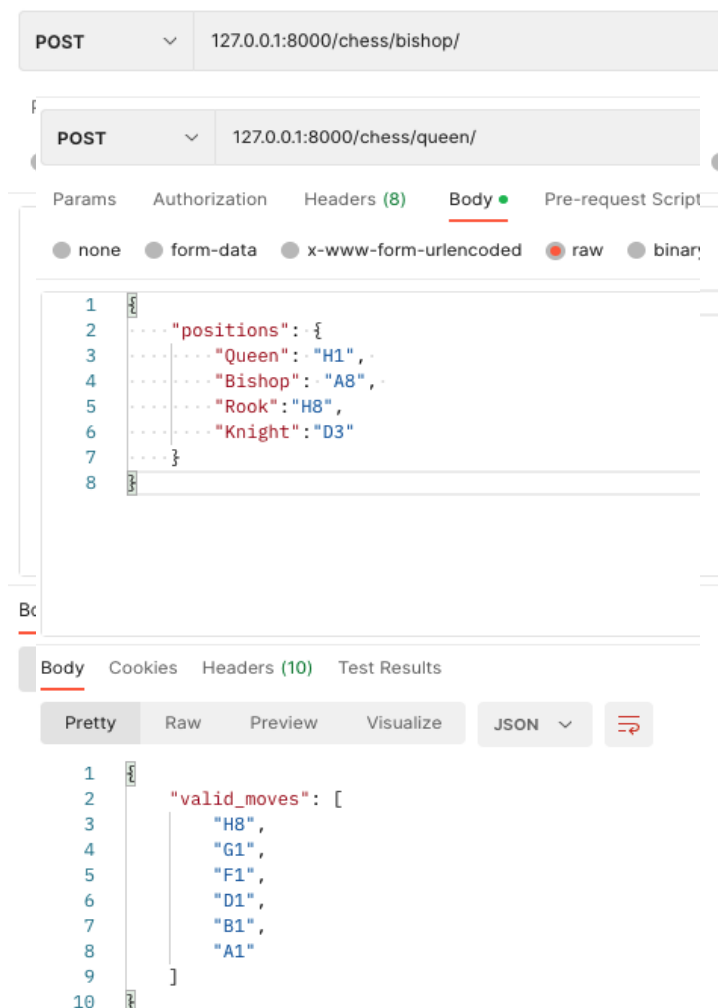 POST 127.0.0.1:8000/chess/bishop/
POST 127.0.0.1:8000/chess/queen/
Params Authorization Headers (8) Body Pre-request Script
none form-data x-www-form-urlencoded raw
1 {
2 "positions": {
3 "Queen": "H1",
4 "Bishop": "A8",
5 "Rook":"H8",
6 "Knight":"D3"
7 }
8 }
Body Cookies Headers (10) Test Results
Pretty Raw Preview Visualize JSON
1 {
2 "valid_moves": [
3 "H8",
4 "G1",
5 "F1",
6 "D1",
7 "B1",
8 "A1"
9 ]
10 }